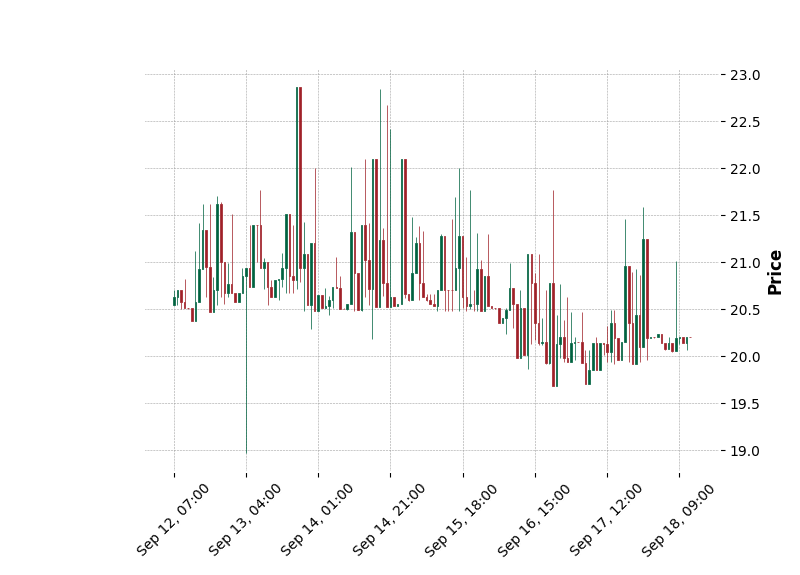 23.0
22.5
22.0
21.5
21.0
20.5
20.0
19.5
19.0
Price
Sep 12, 07:00
Sep 13, 04:00
Sep 14, 01:00
Sep 14, 21:00
Sep 15, 18:00
Sep 16, 15:00
Sep 17, 12:00
Sep 18, 09:00